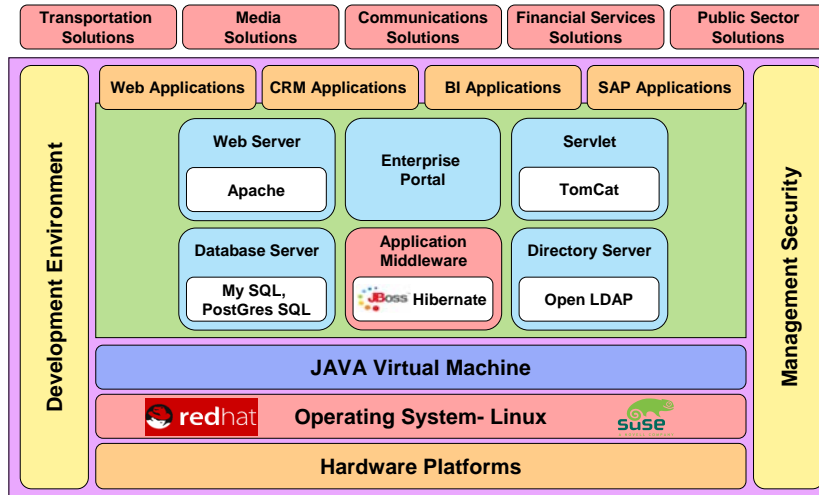 Transportation
Solutions
Media
Solutions
Communications
Solutions
Financial Services
Solutions
Public Sector
Solutions
Development Environment
Web Applications
CRM Applications
BI Applications
SAP Applications
Management Security
Web Server
Apache
Enterprise
Portal
Servlet
TomCat
Database Server
My SQL,
PostGres SQL
Application
Middleware
JBoss Hibernate
Directory Server
Open LDAP
JAVA Virtual Machine
redhat
Operating System- Linux
suse
Hardware Platforms